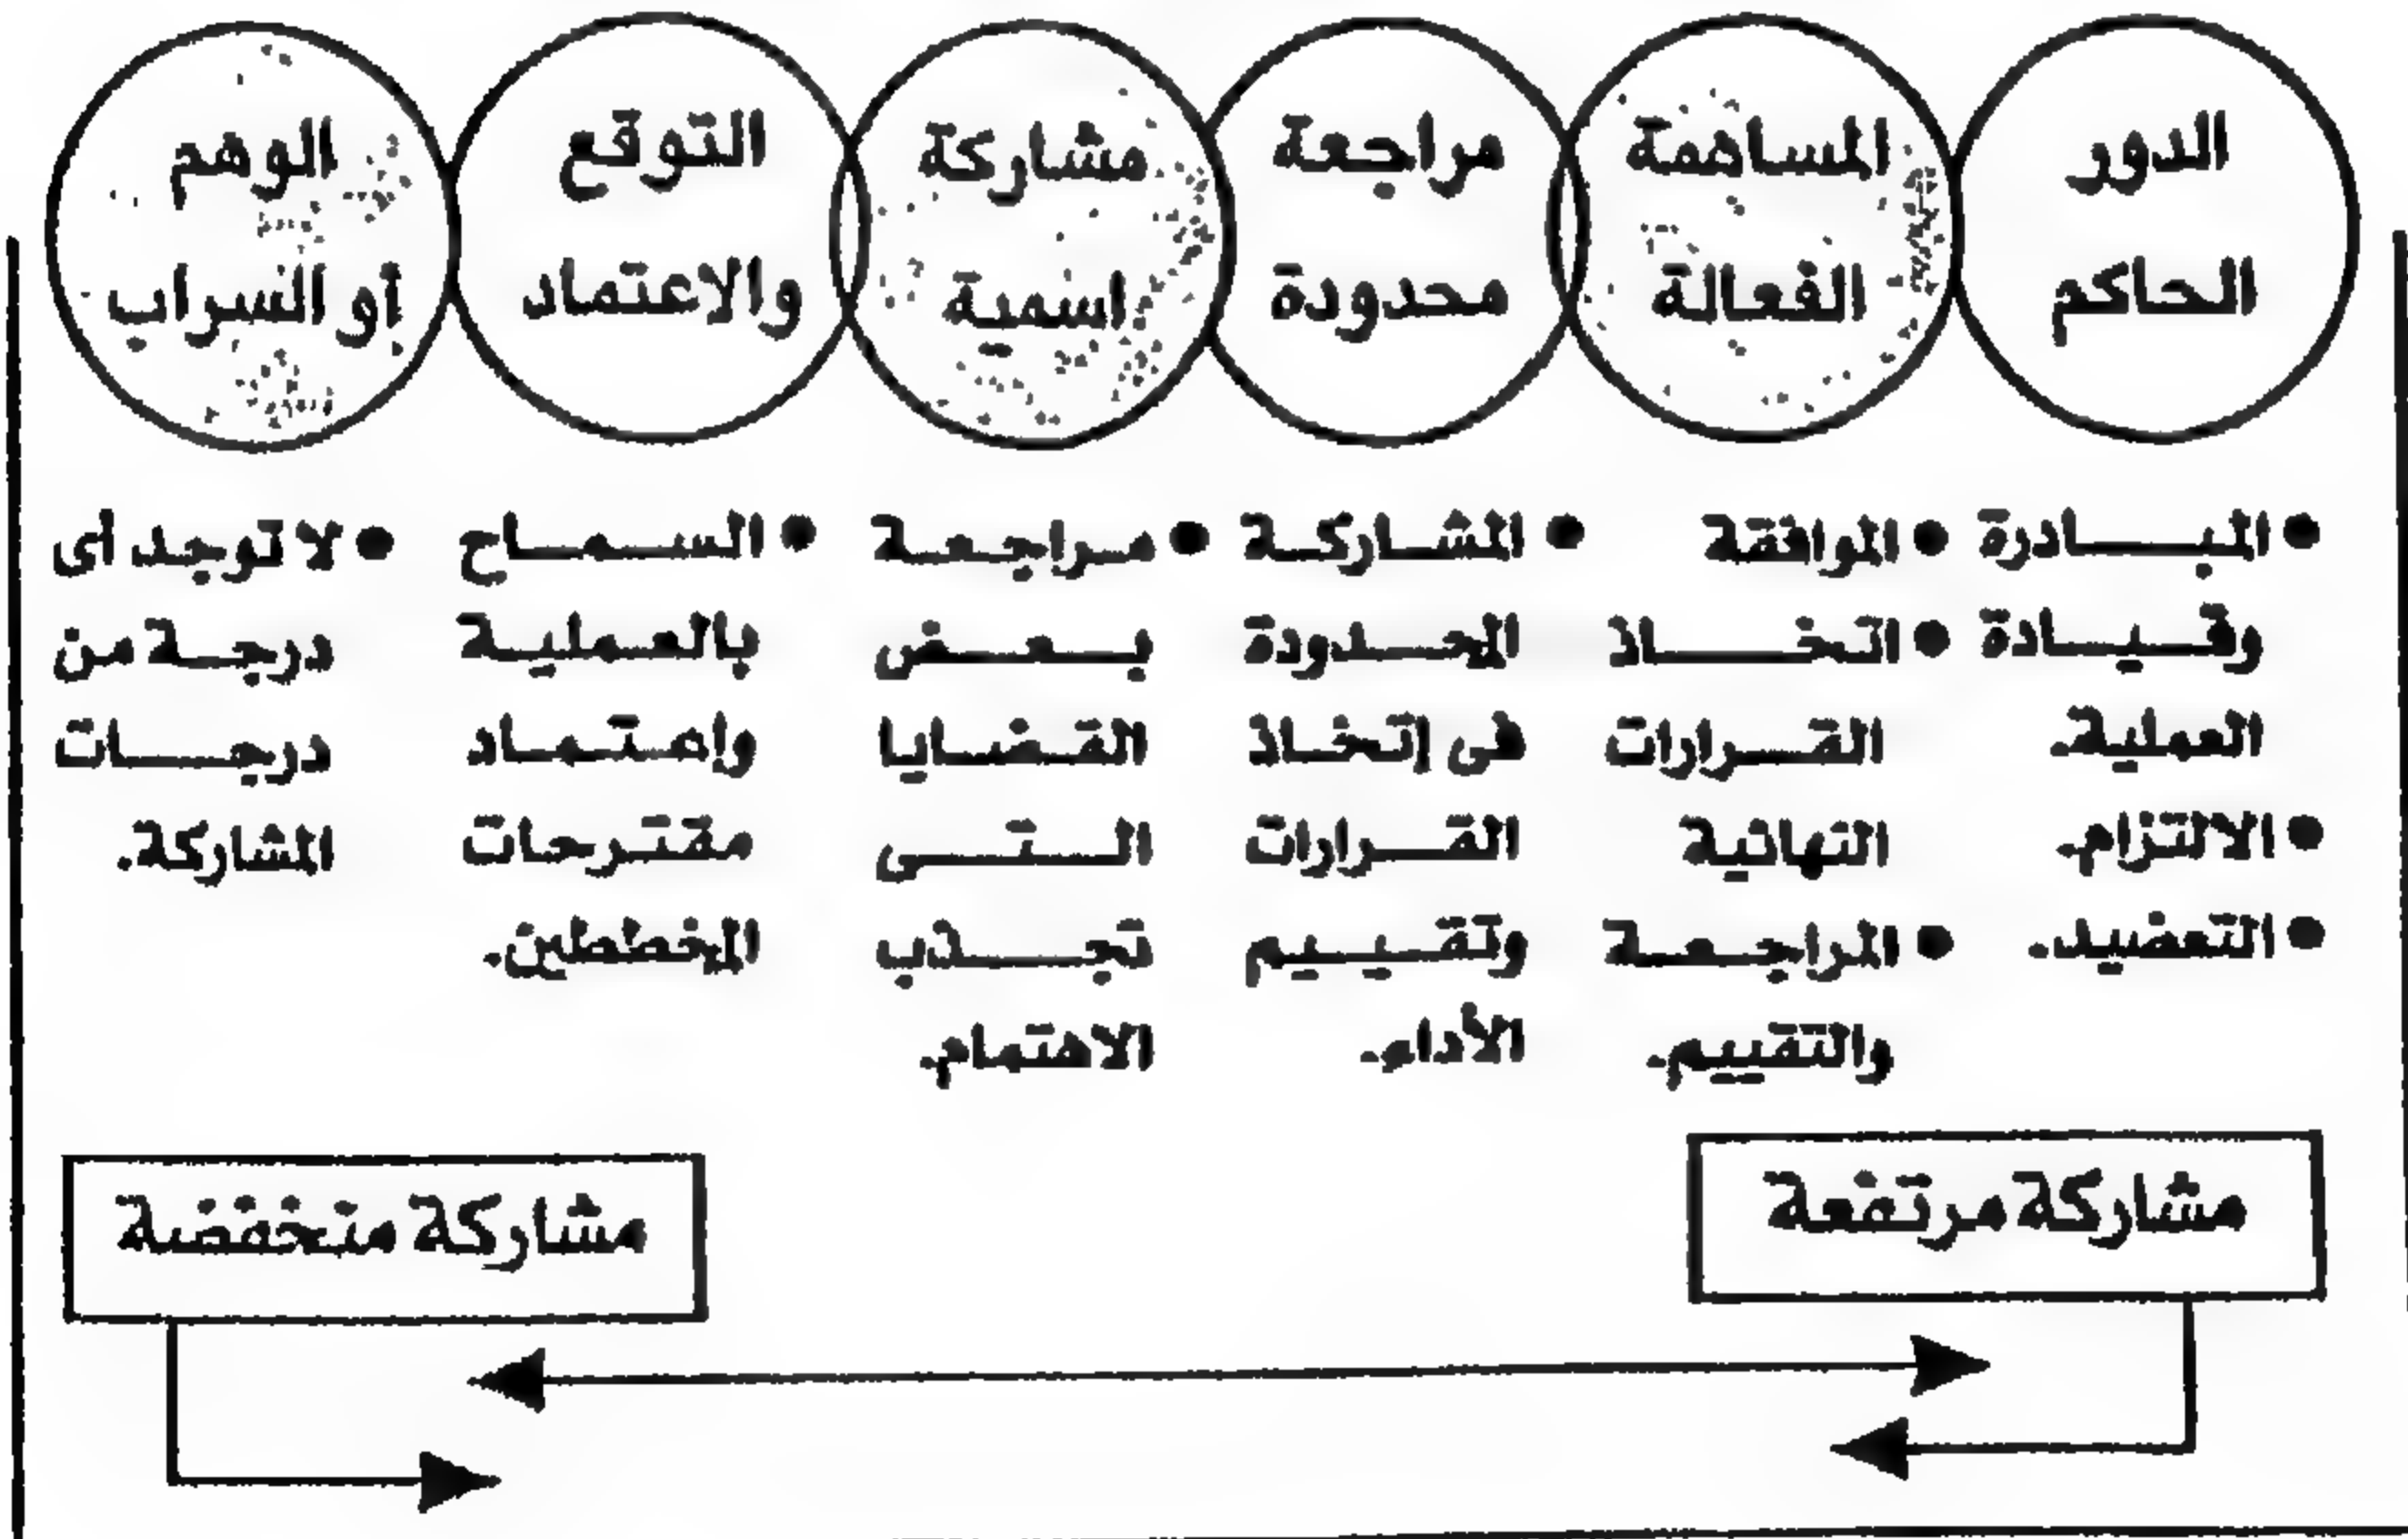 الدور
الحاكم
المساهمة
الفعالة
مراجعة
محدودة
مشاركة
اسمية
التوقع
والاعتماد
الوهم
أو السراب
● المبادرة
وقيادة
العملية.
● الالتزام.
● التعضيد.
● الموافقة
● اتخاذ
القرارات
النهائية
● المراجعة
والتقييم.
● المشاركة
المحدودة
فى إتخاذ
القرارات
وتقييم
الأداء.
● مراجعة
بعض
القضايا
التى
تجذب
الاهتمام.
● السماح
بالعملية
واعتماد
مقترحات
المخططين.
● لا توجد أى
درجة من
درجات
المشاركة.
مشاركة مرتفعة
مشاركة منخفضة